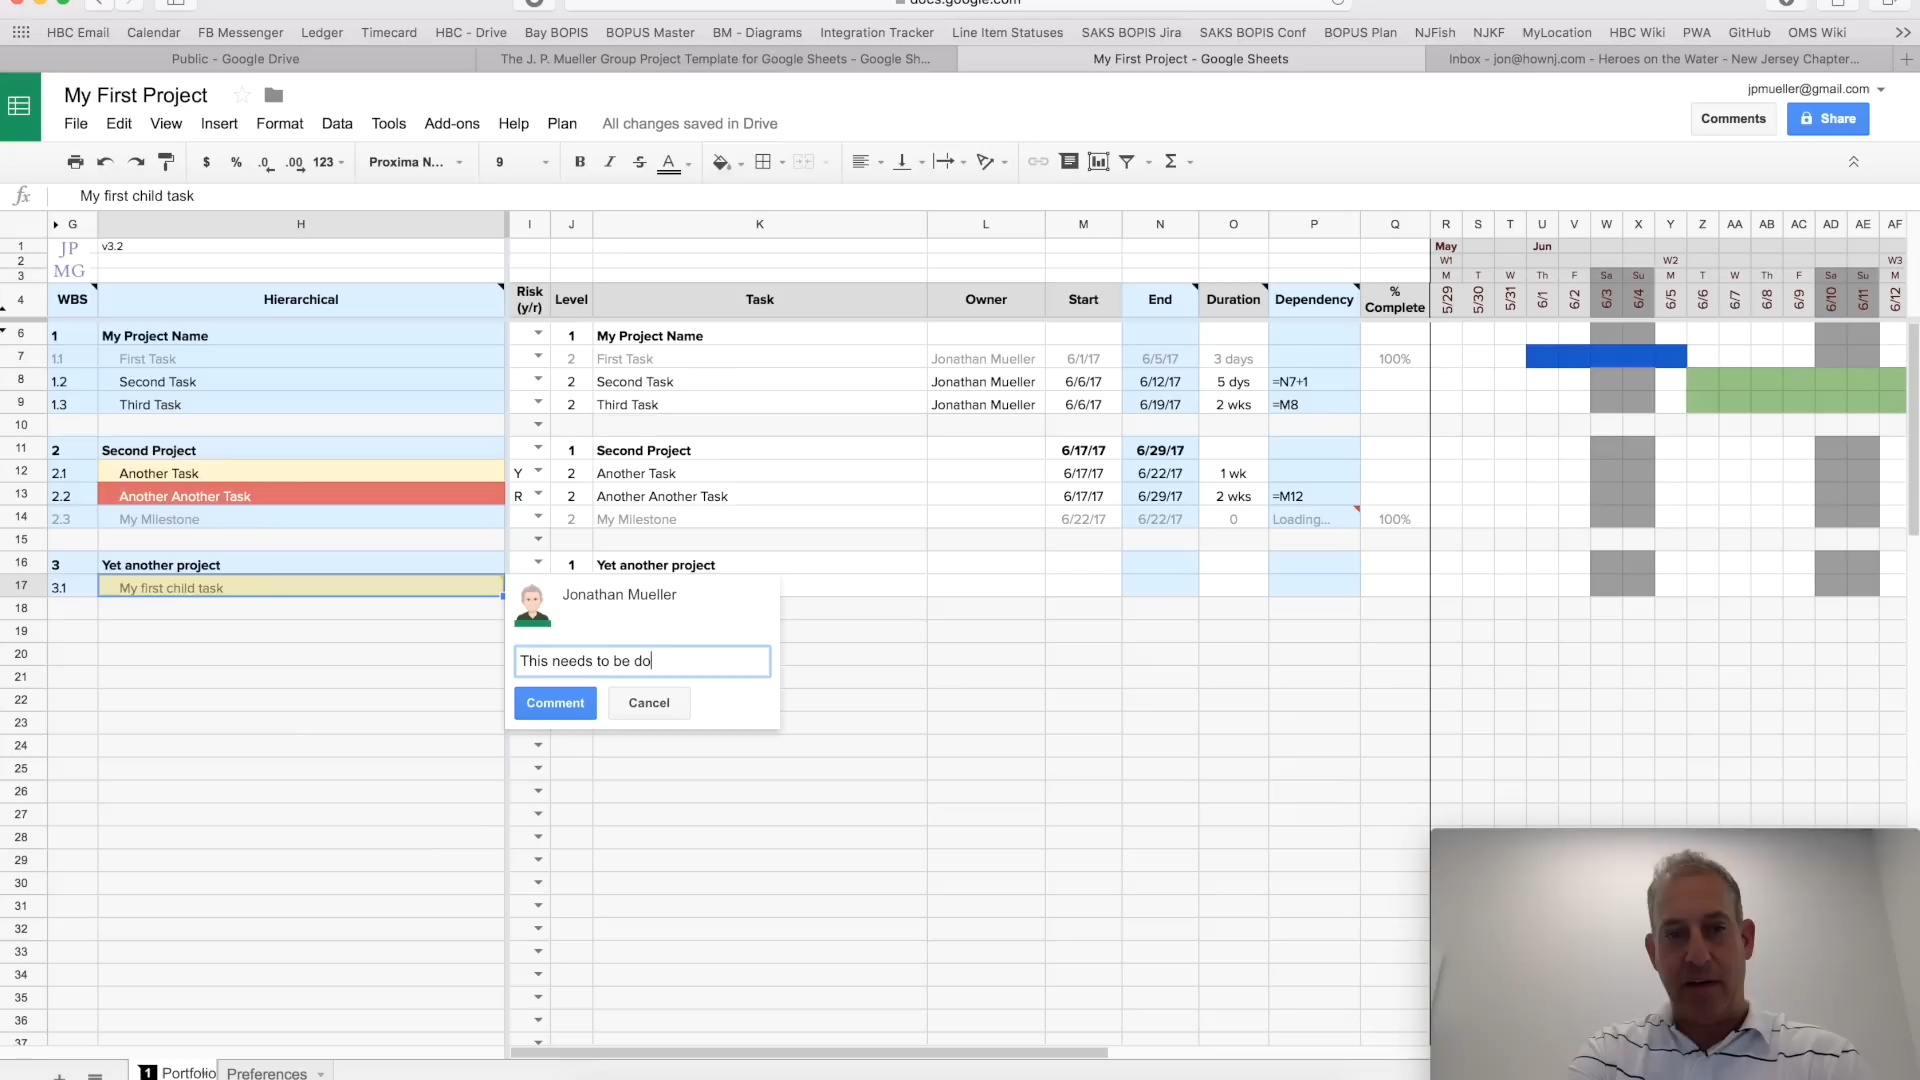 docs.google.com
HBC Email Calendar FB Messenger Ledger Timecard HBC - Drive Bay BOPIS BOPUS Master BM - Diagrams Integration Tracker Line Item Statuses SAKS BOPIS Jira SAKS BOPIS Conf BOPUS Plan NJFish NJKF MyLocation HBC Wiki PWA GitHub OMS Wiki
Public - Google Drive The J. P. Mueller Group Project Template for Google Sheets - Google Sh... My First Project - Google Sheets Inbox - jon@hownj.com - Heroes on the Water - New Jersey Chapter...
My First Project jpmueller@gmail.com
File Edit View Insert Format Data Tools Add-ons Help Plan All changes saved in Drive Comments Share
$ % .0 .00 123 Proxima N... 9 B I S A Σ
fx My first child task
G H I J K L M N O P Q R S T U V W X Y Z AA AB AC AD AE AF
1 JP v3.2 May Jun
2 MG W1 W2 W3
3 M T W Th F Sa Su M T W Th F Sa Su M
4 WBS Hierarchical Risk (y/r) Level Task Owner Start End Duration Dependency % Complete 5/29 5/30 5/31 6/1 6/2 6/3 6/4 6/5 6/6 6/7 6/8 6/9 6/10 6/11 6/12
6 1 My Project Name 1 My Project Name
7 1.1 First Task 2 First Task Jonathan Mueller 6/1/17 6/5/17 3 days 100%
8 1.2 Second Task 2 Second Task Jonathan Mueller 6/6/17 6/12/17 5 dys =N7+1
9 1.3 Third Task 2 Third Task Jonathan Mueller 6/6/17 6/19/17 2 wks =M8
10
11 2 Second Project 1 Second Project 6/17/17 6/29/17
12 2.1 Another Task Y 2 Another Task 6/17/17 6/22/17 1 wk
13 2.2 Another Another Task R 2 Another Another Task 6/17/17 6/29/17 2 wks =M12
14 2.3 My Milestone 2 My Milestone 6/22/17 6/22/17 0 Loading... 100%
15
16 3 Yet another project 1 Yet another project
17 3.1 My first child task
Jonathan Mueller
This needs to be do
Comment Cancel
18
19
20
21
22
23
24
25
26
27
28
29
30
31
32
33
34
35
36
37
1 Portfolio Preferences